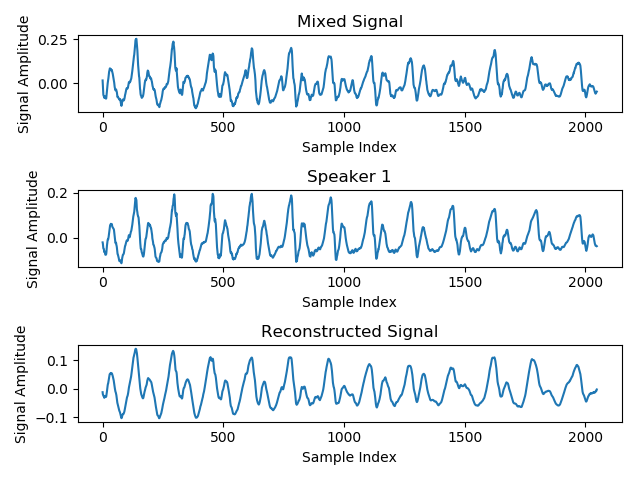 Mixed Signal
Signal Amplitude
0.25
0.00
0
500
1000
1500
2000
Sample Index
Speaker 1
Signal Amplitude
0.2
0.0
0
500
1000
1500
2000
Sample Index
Reconstructed Signal
Signal Amplitude
0.1
0.0
−0.1
0
500
1000
1500
2000
Sample Index